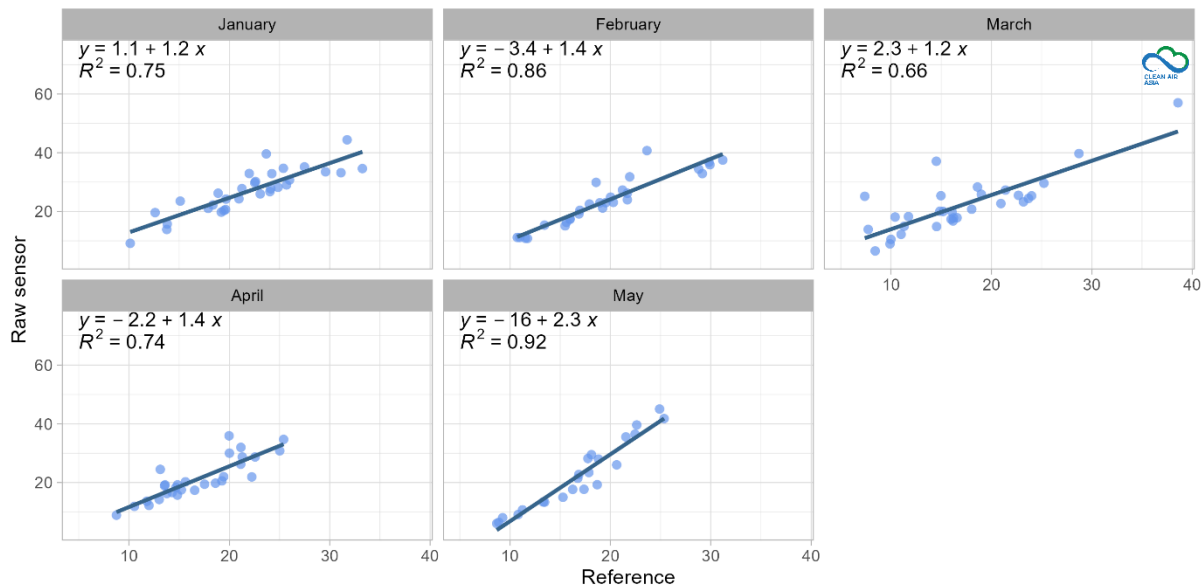 January
y = 1.1 + 1.2 x
R² = 0.75
February
y = − 3.4 + 1.4 x
R² = 0.86
March
y = 2.3 + 1.2 x
R² = 0.66
CLEAN AIR
ASIA
60
40
20
10
20
30
40
April
y = − 2.2 + 1.4 x
R² = 0.74
May
y = − 16 + 2.3 x
R² = 0.92
60
40
20
10
20
30
40
10
20
30
40
Raw sensor
Reference